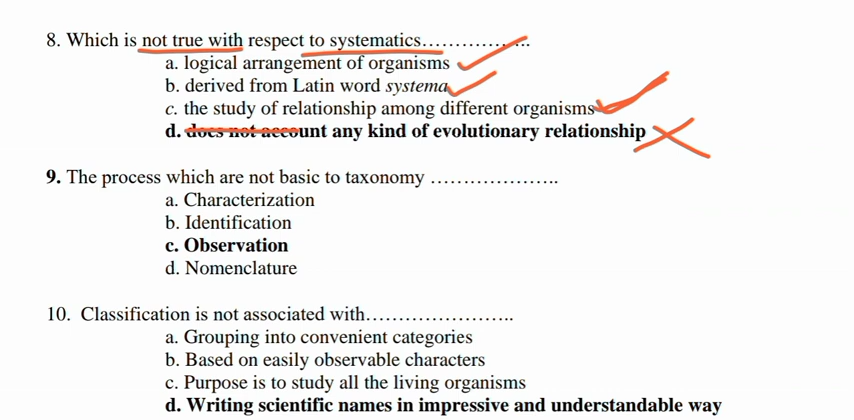 8. Which is not true with respect to systematics………………..
a. logical arrangement of organisms
b. derived from Latin word systema
c. the study of relationship among different organisms
d. does not account any kind of evolutionary relationship
9. The process which are not basic to taxonomy ………………….
a. Characterization
b. Identification
c. Observation
d. Nomenclature
10. Classification is not associated with…………………..
a. Grouping into convenient categories
b. Based on easily observable characters
c. Purpose is to study all the living organisms
d. Writing scientific names in impressive and understandable way